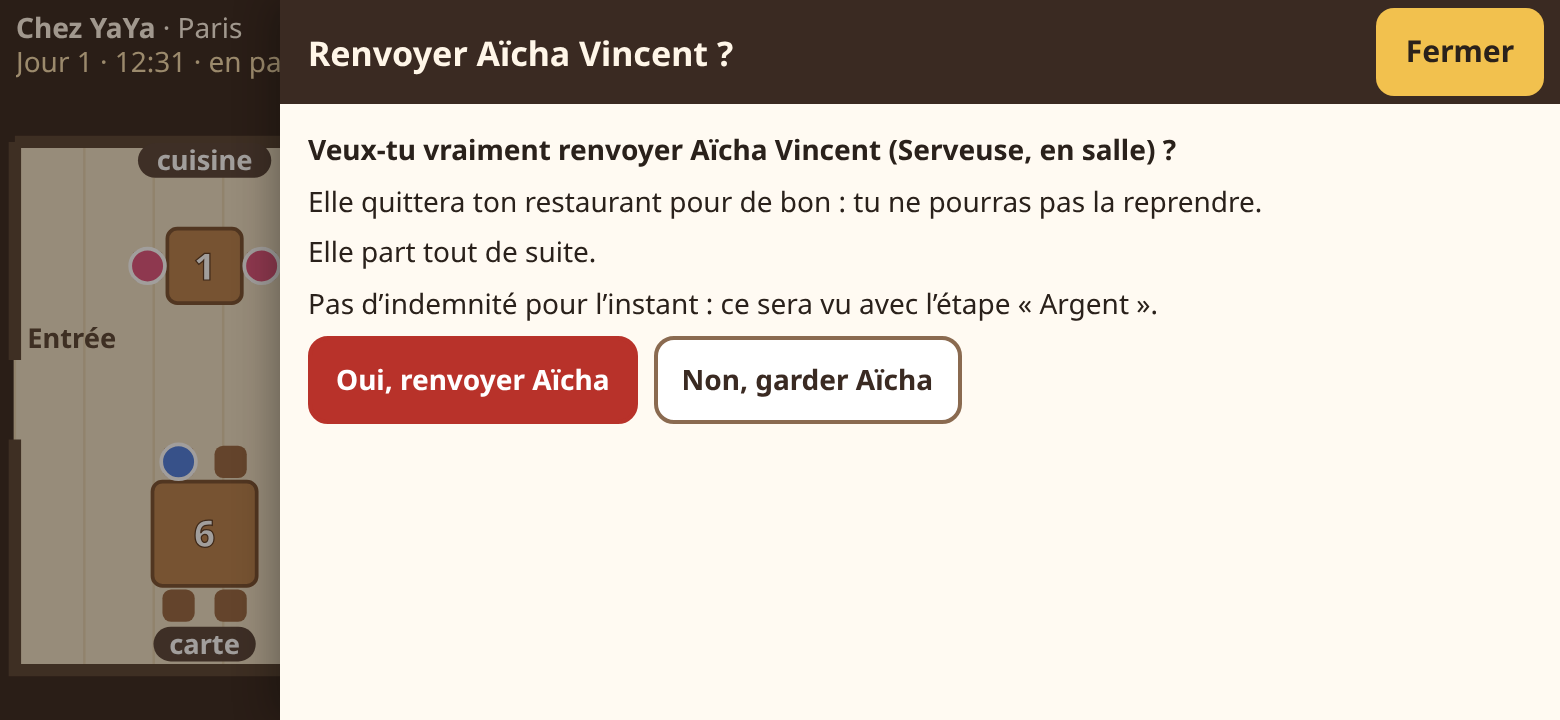 Chez YaYa · Paris
Jour 1 · 12:31 · en pa
cuisine
1
Entrée
6
carte
Renvoyer Aïcha Vincent ?
Fermer
Veux-tu vraiment renvoyer Aïcha Vincent (Serveuse, en salle) ?
Elle quittera ton restaurant pour de bon : tu ne pourras pas la reprendre.
Elle part tout de suite.
Pas d’indemnité pour l’instant : ce sera vu avec l’étape « Argent ».
Oui, renvoyer Aïcha
Non, garder Aïcha